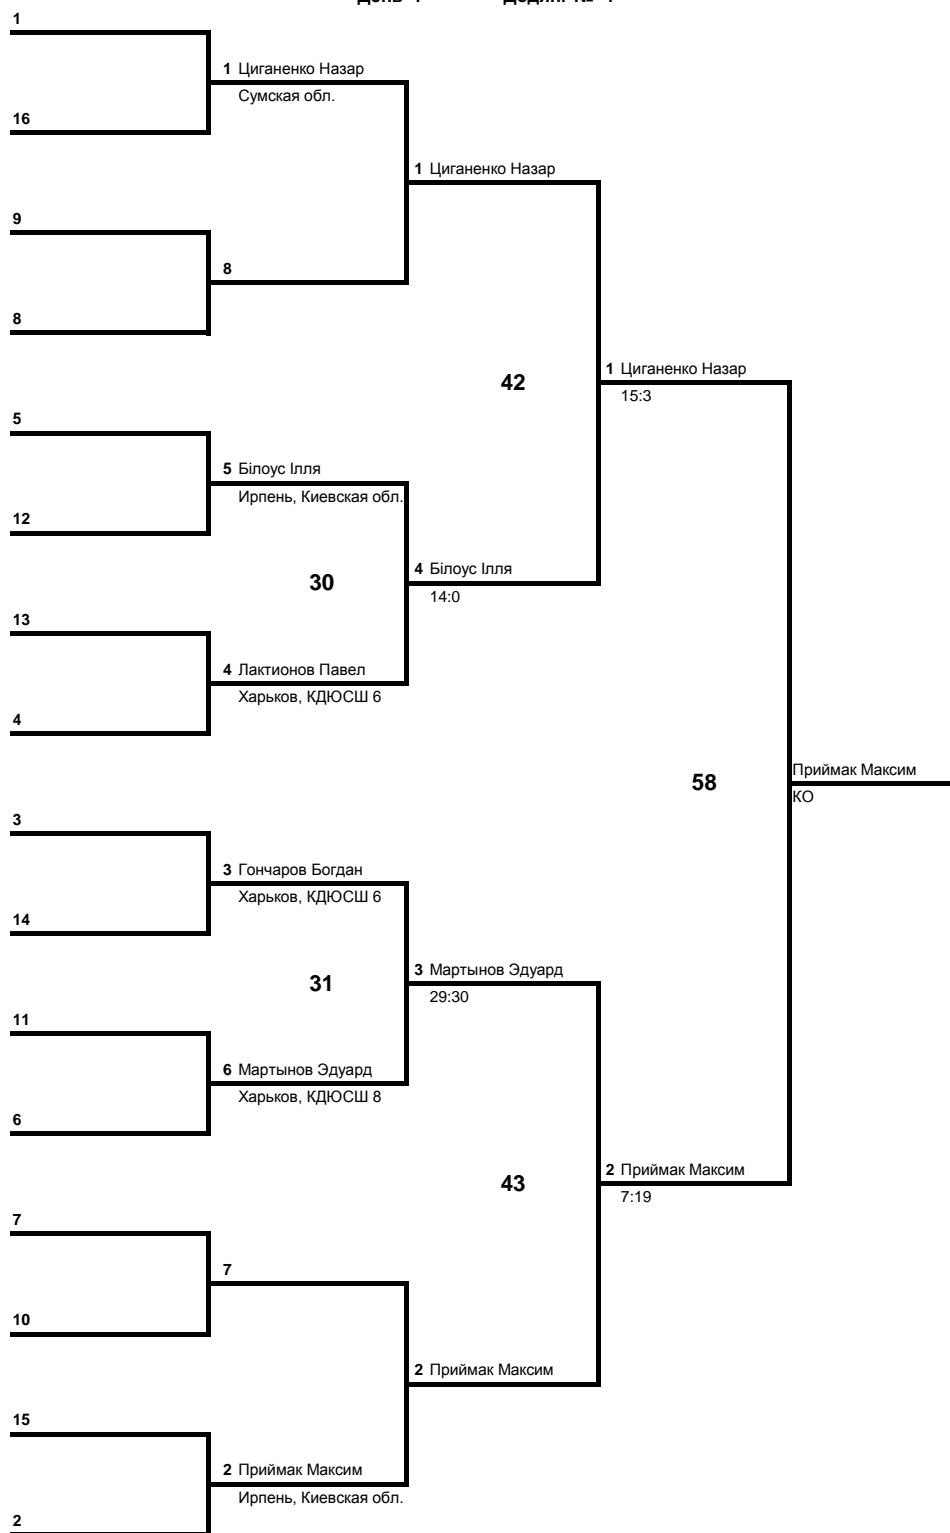 1
1 Циганенко Назар
Сумская обл.
16
1 Циганенко Назар
9
8
8
42
1 Циганенко Назар
15:3
5
5 Білоус Ілля
Ирпень, Киевская обл.
12
30
4 Білоус Ілля
14:0
13
4 Лактионов Павел
Харьков, КДЮСШ 6
4
58
Приймак Максим
КО
3
3 Гончаров Богдан
Харьков, КДЮСШ 6
14
31
3 Мартынов Эдуард
29:30
11
6 Мартынов Эдуард
Харьков, КДЮСШ 8
6
43
2 Приймак Максим
7:19
7
7
10
2 Приймак Максим
15
2 Приймак Максим
Ирпень, Киевская обл.
2